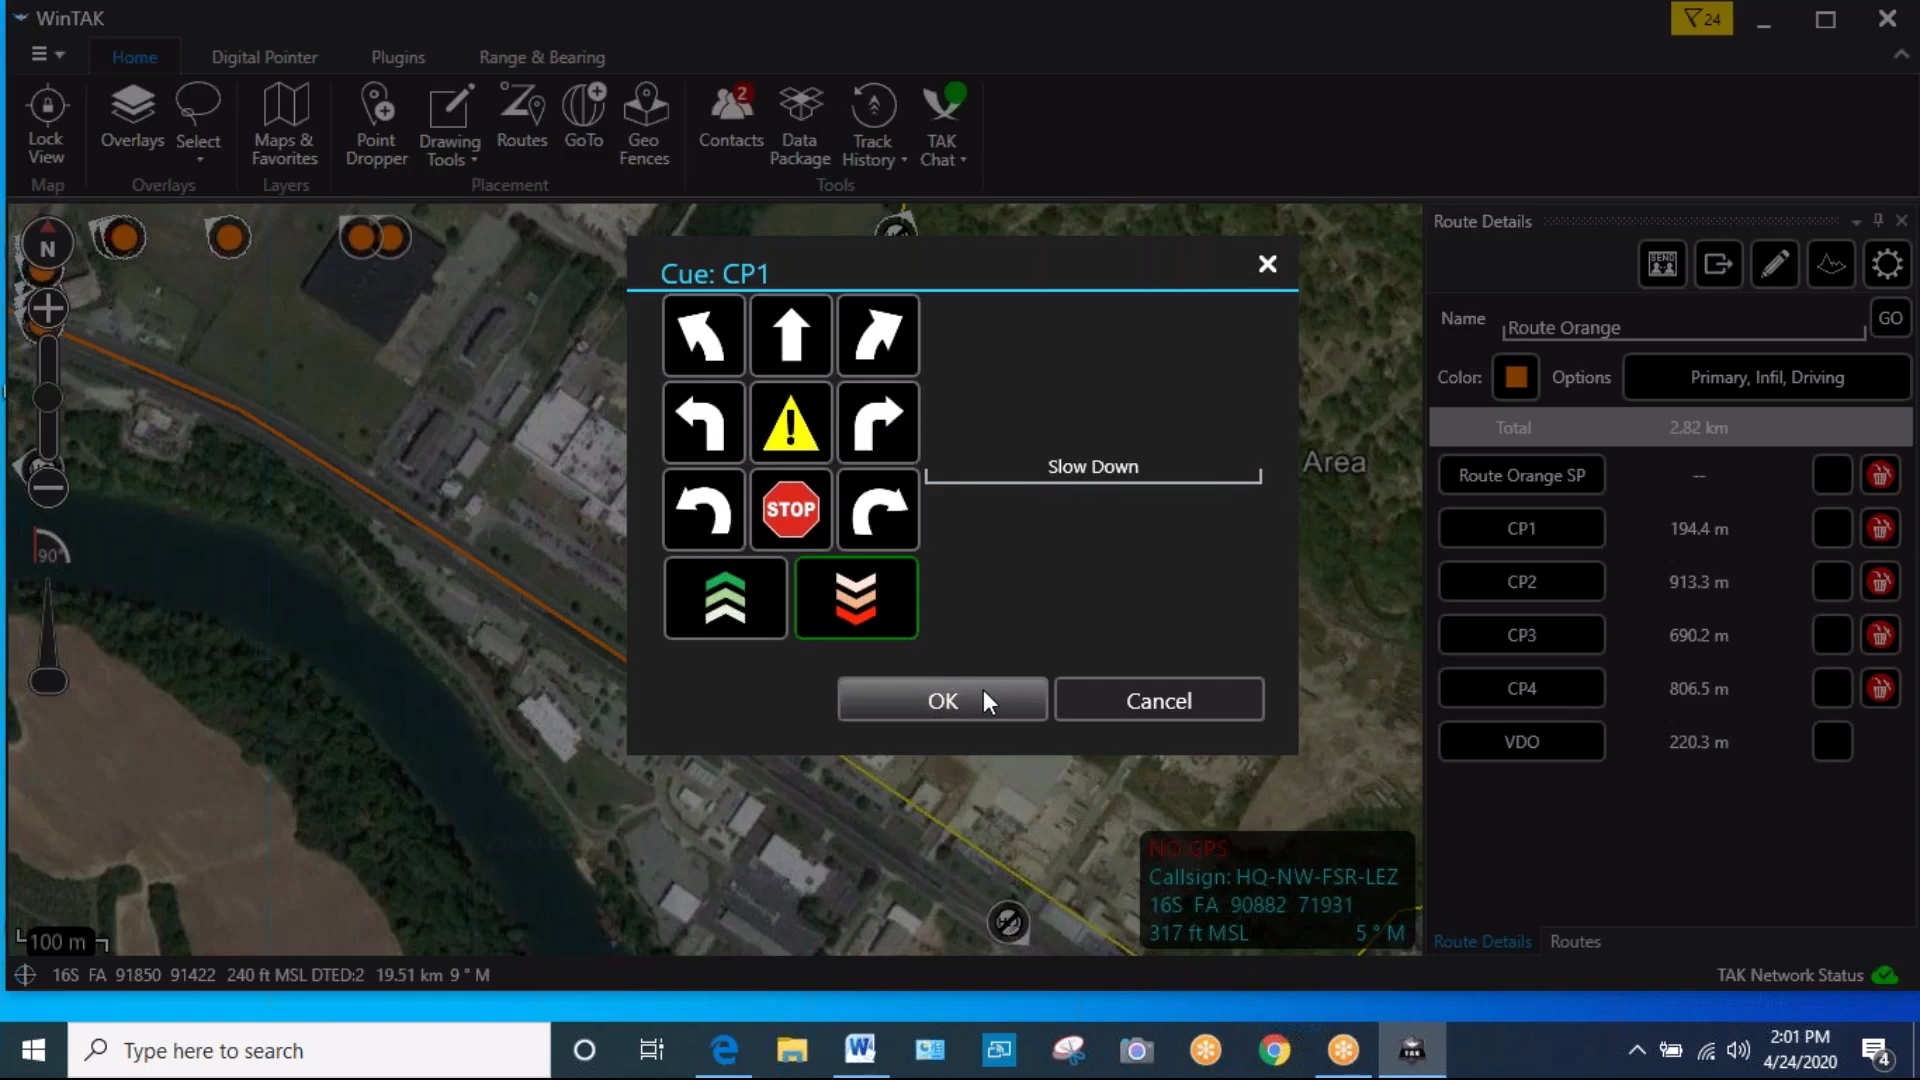 WinTAK
24
Home
Digital Pointer
Plugins
Range & Bearing
Lock
View
Overlays
Select
Maps &
Favorites
Point
Dropper
Drawing
Tools
Routes
GoTo
Geo
Fences
2
Contacts
Data
Package
Track
History
TAK
Chat
Map
Overlays
Layers
Placement
Tools
N
90°
100 m
Area
Cue: CP1
STOP
Slow Down
OK
Cancel
NO GPS
Callsign: HQ-NW-FSR-LEZ
16S FA 90882 71931
317 ft MSL 5 ° M
Route Details
SEND
Name Route Orange GO
Color: Options Primary, Infil, Driving
Total 2.82 km
Route Orange SP --
CP1 194.4 m
CP2 913.3 m
CP3 690.2 m
CP4 806.5 m
VDO 220.3 m
Route Details Routes
16S FA 91850 91422 240 ft MSL DTED:2 19.51 km 9 ° M
TAK Network Status
Type here to search
TAK
2:01 PM
4/24/2020
4